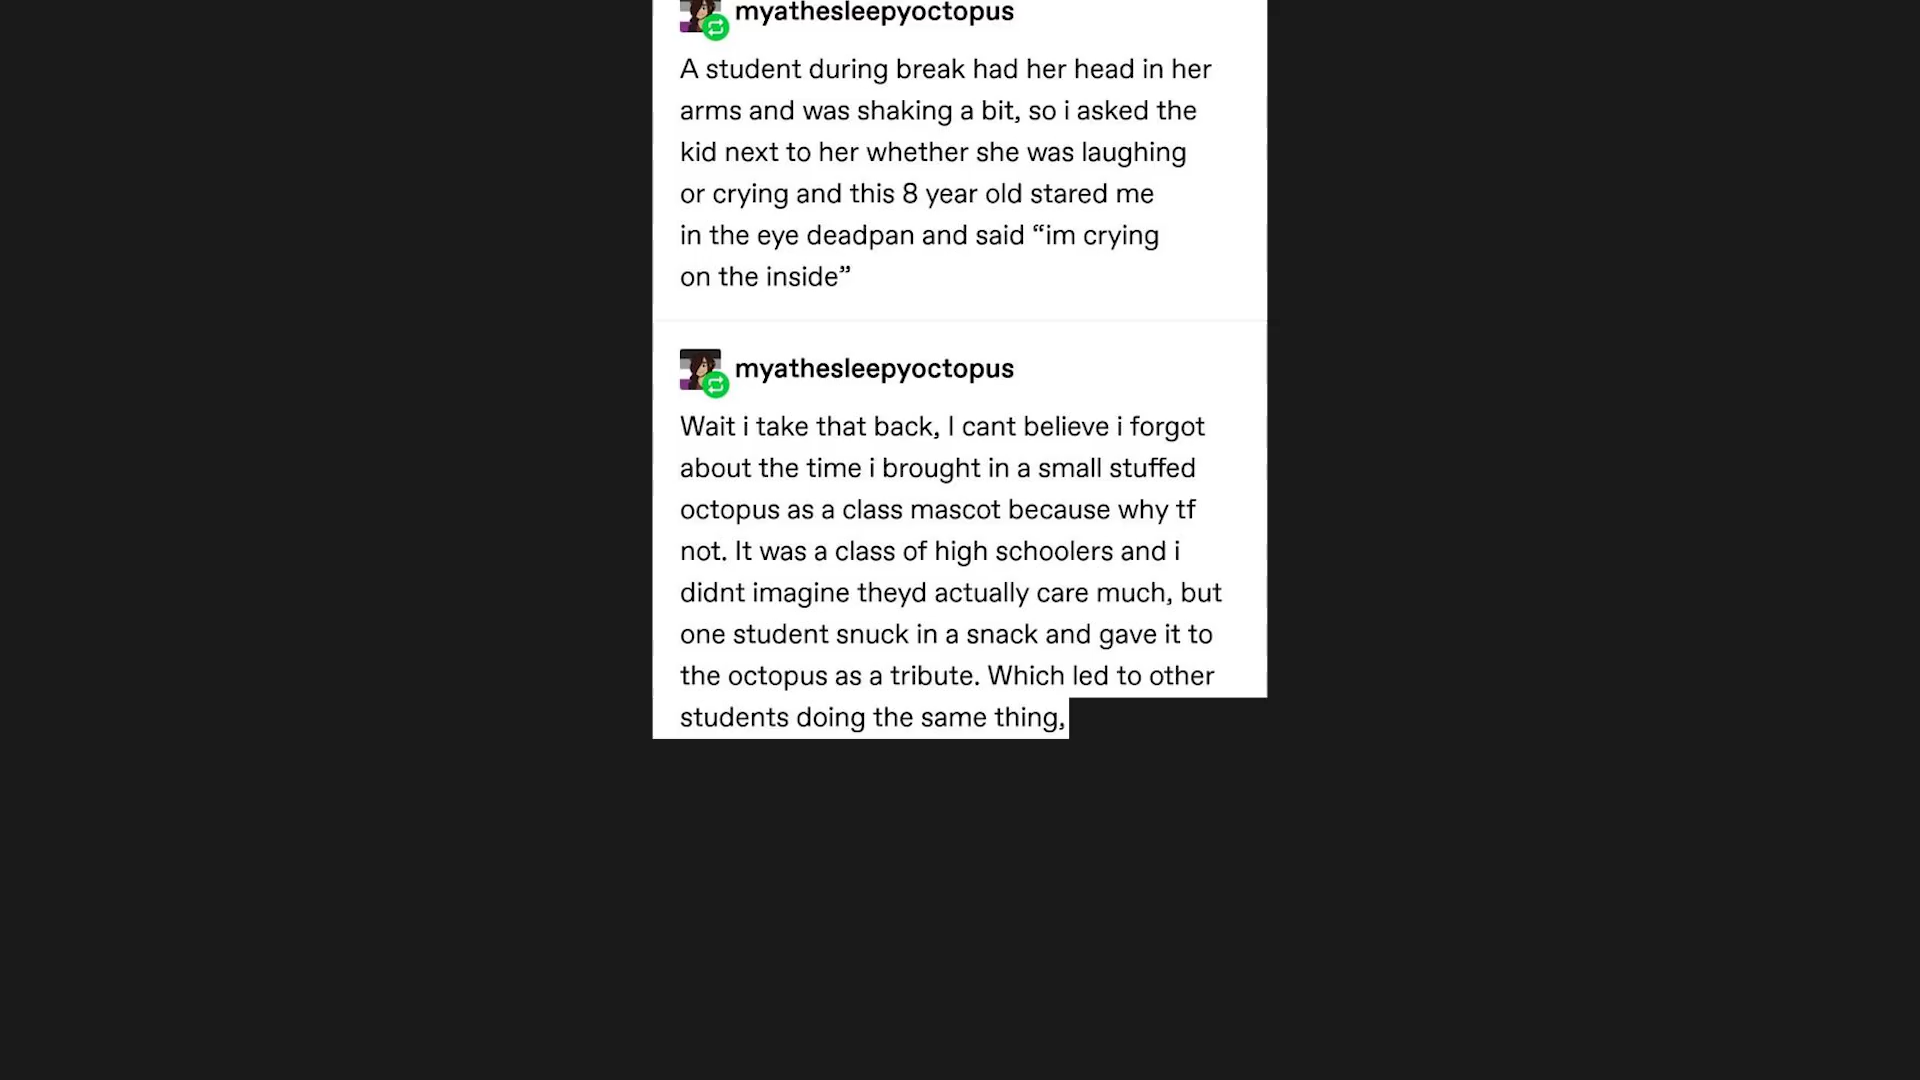 myathesleepyoctopus
A student during break had her head in her
arms and was shaking a bit, so i asked the
kid next to her whether she was laughing
or crying and this 8 year old stared me
in the eye deadpan and said “im crying
on the inside”
myathesleepyoctopus
Wait i take that back, I cant believe i forgot
about the time i brought in a small stuffed
octopus as a class mascot because why tf
not. It was a class of high schoolers and i
didnt imagine theyd actually care much, but
one student snuck in a snack and gave it to
the octopus as a tribute. Which led to other
students doing the same thing,